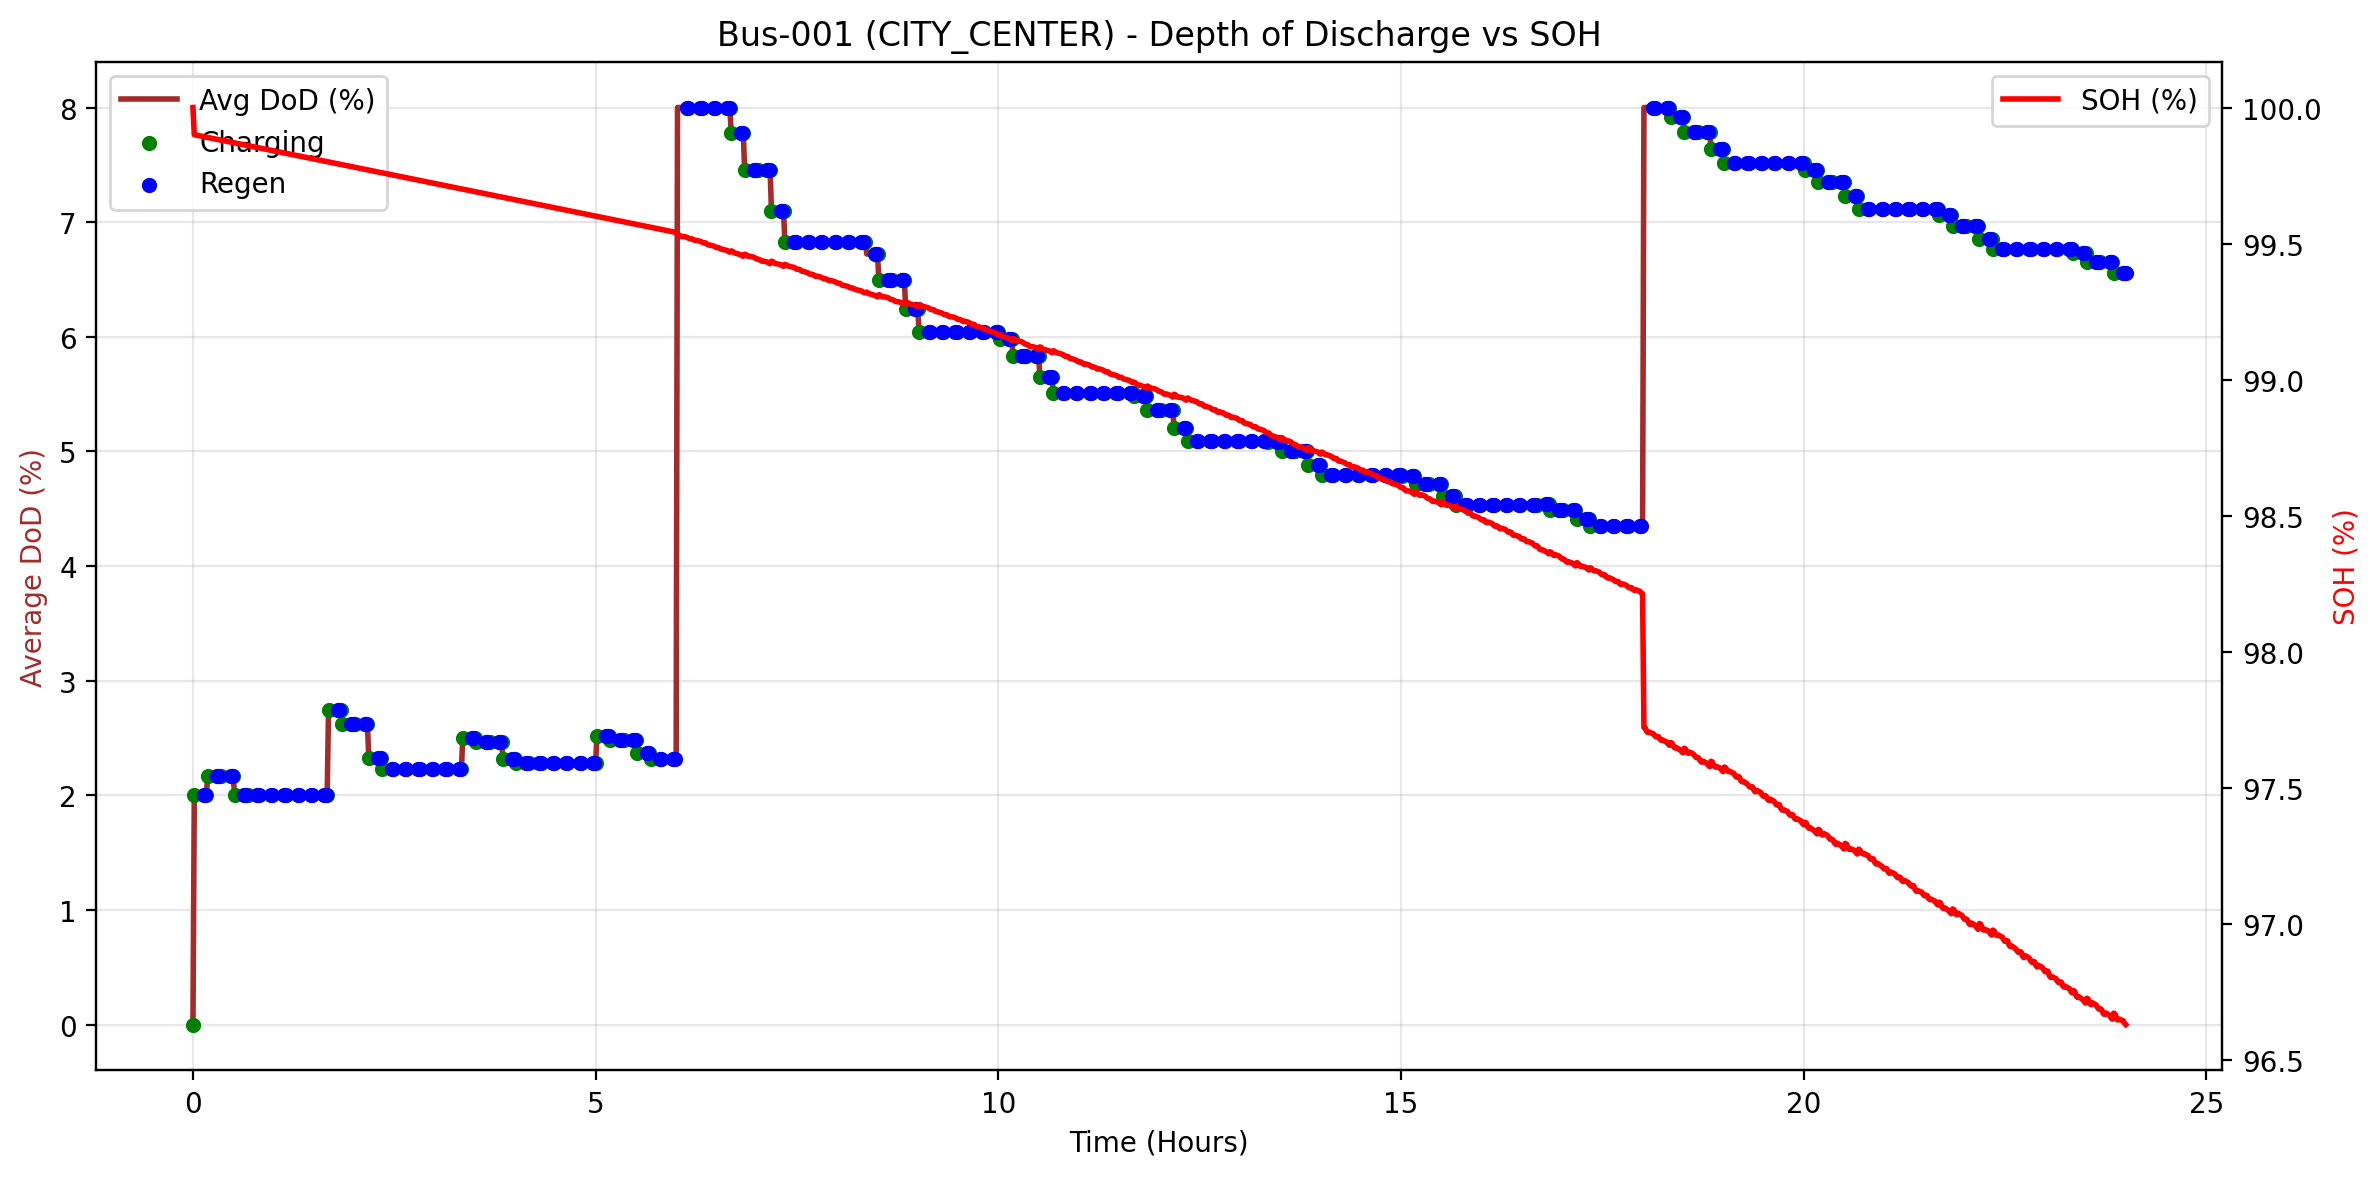 Bus-001 (CITY_CENTER) - Depth of Discharge vs SOH
Avg DoD (%)
Charging
Regen
SOH (%)
8
7
6
5
4
3
2
1
0
Average DoD (%)
100.0
99.5
99.0
98.5
98.0
97.5
97.0
96.5
SOH (%)
0 5 10 15 20 25
Time (Hours)